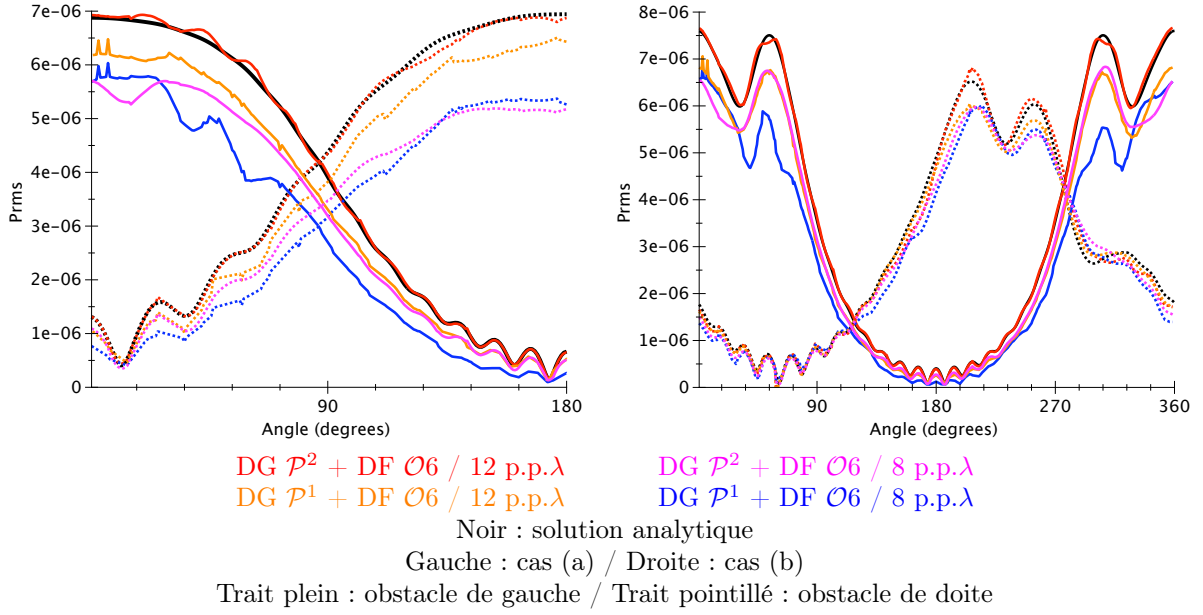 7e-06
6e-06
5e-06
4e-06
3e-06
2e-06
1e-06
0
Prms
90
180
Angle (degrees)
8e-06
7e-06
6e-06
5e-06
4e-06
3e-06
2e-06
1e-06
0
Prms
90
180
270
360
Angle (degrees)
DG 𝒫² + DF 𝒪6 / 12 p.p.λ
DG 𝒫² + DF 𝒪6 / 8 p.p.λ
DG 𝒫¹ + DF 𝒪6 / 12 p.p.λ
DG 𝒫¹ + DF 𝒪6 / 8 p.p.λ
Noir : solution analytique
Gauche : cas (a) / Droite : cas (b)
Trait plein : obstacle de gauche / Trait pointillé : obstacle de doite